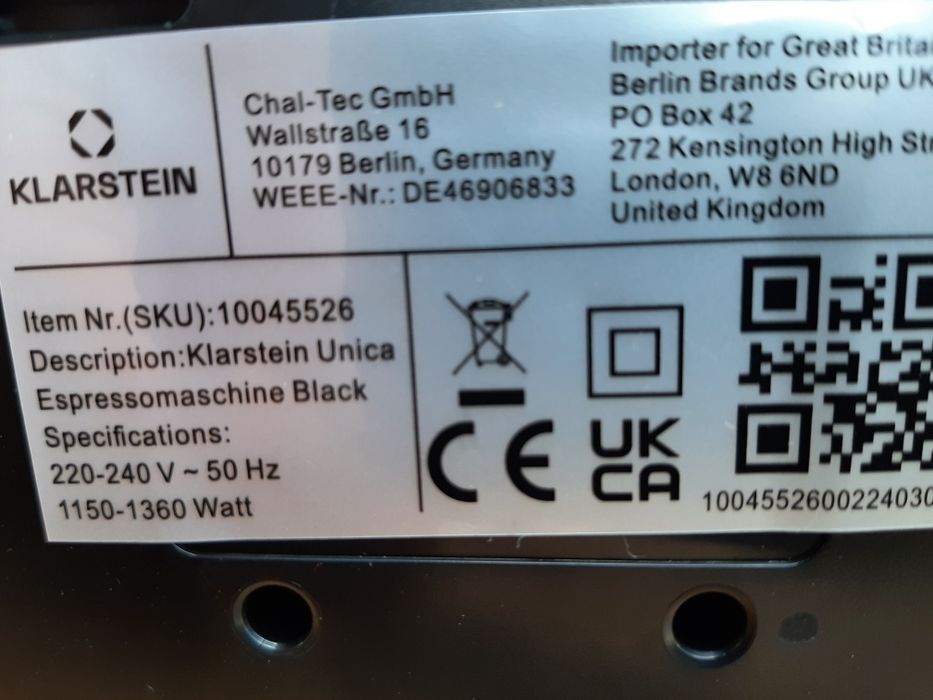 KLARSTEIN
Chal-Tec GmbH
Wallstraße 16
10179 Berlin, Germany
WEEE-Nr.: DE46906833
Importer for Great
Berlin Brands Group UK
PO Box 42
272 Kensington High
London, W8 6ND
United Kingdom
Item Nr.(SKU):10045526
Description:Klarstein Unica
Espressomaschine Black
Specifications:
220-240 V ~ 50 Hz
1150-1360 Watt
CE
UK
CA
1004552600224030